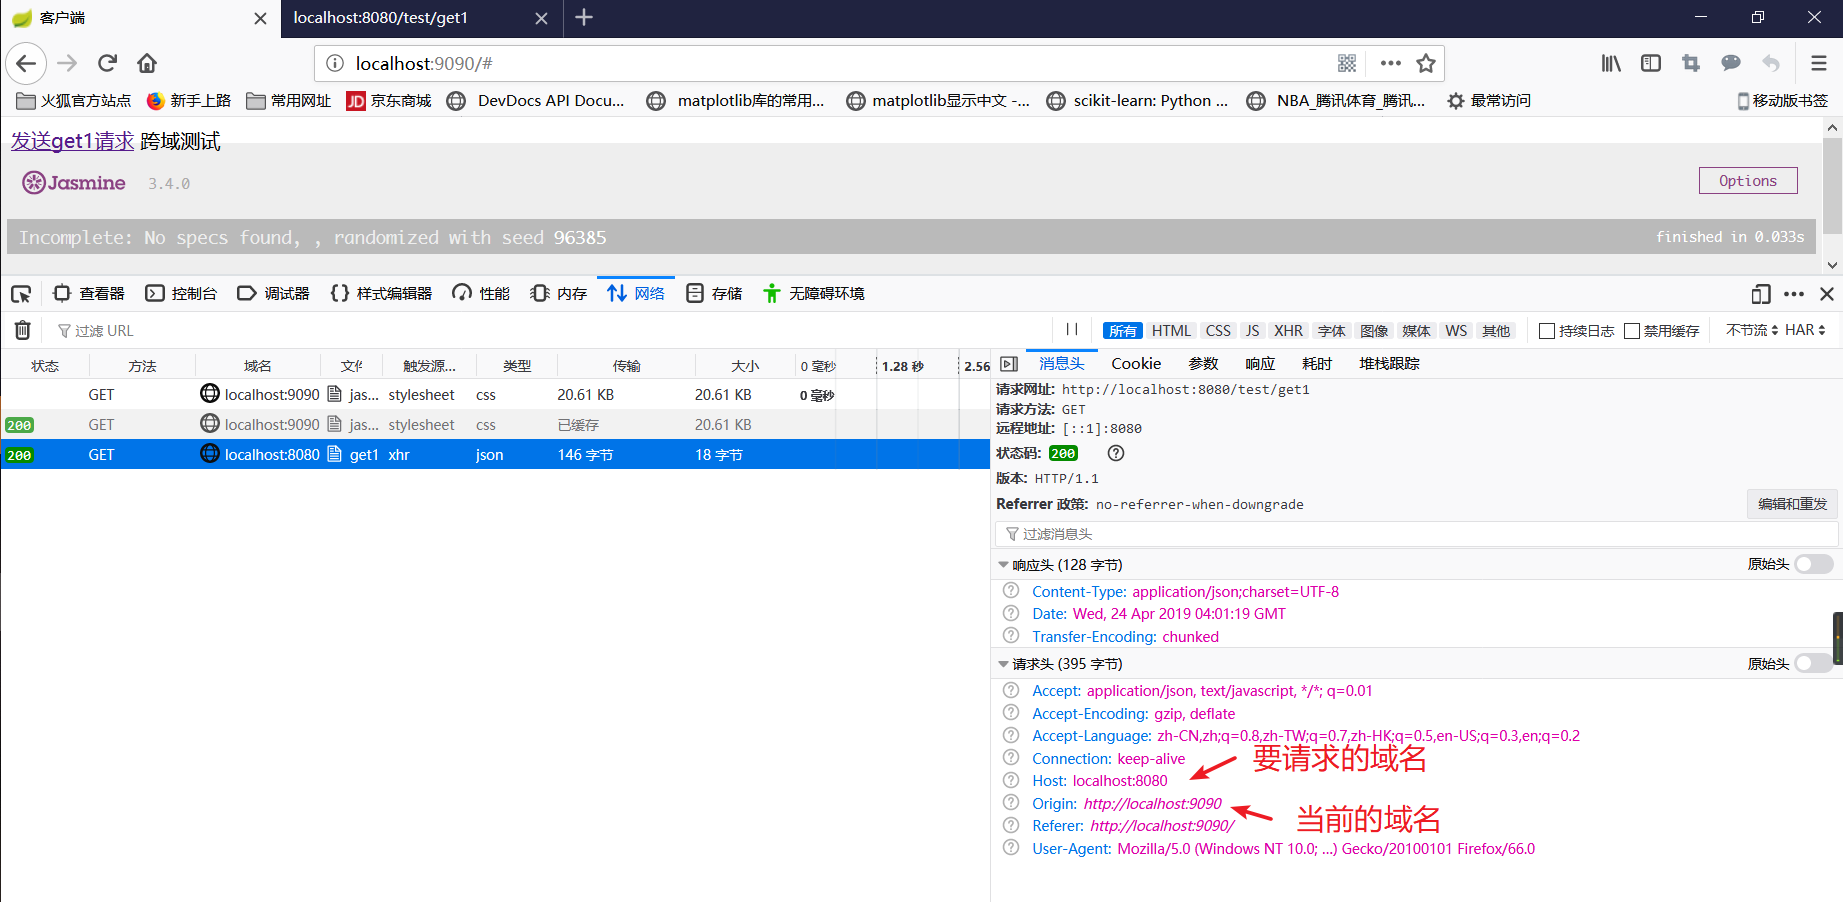 客户端
localhost:8080/test/get1
localhost:9090/#
火狐官方站点 新手上路 常用网址 JD 京东商城 DevDocs API Docu... matplotlib库的常用... matplotlib显示中文 -... scikit-learn: Python ... NBA_腾讯体育_腾讯... 最常访问 移动版书签
发送get1请求 跨域测试
Jasmine 3.4.0 Options
Incomplete: No specs found, , randomized with seed 96385 finished in 0.033s
查看器 控制台 调试器 样式编辑器 性能 内存 网络 存储 无障碍环境
过滤 URL 所有 HTML CSS JS XHR 字体 图像 媒体 WS 其他 持续日志 禁用缓存 不节流 HAR
状态 方法 域名 文件 触发源... 类型 传输 大小 0 毫秒 1.28 秒 2.56
GET localhost:9090 jas... stylesheet css 20.61 KB 20.61 KB 0 毫秒
200 GET localhost:9090 jas... stylesheet css 已缓存 20.61 KB
200 GET localhost:8080 get1 xhr json 146 字节 18 字节
消息头 Cookie 参数 响应 耗时 堆栈跟踪
请求网址: http://localhost:8080/test/get1
请求方法: GET
远程地址: [::1]:8080
状态码: 200
版本: HTTP/1.1
Referrer 政策: no-referrer-when-downgrade 编辑和重发
过滤消息头
响应头 (128 字节) 原始头
Content-Type: application/json;charset=UTF-8
Date: Wed, 24 Apr 2019 04:01:19 GMT
Transfer-Encoding: chunked
请求头 (395 字节) 原始头
Accept: application/json, text/javascript, */*; q=0.01
Accept-Encoding: gzip, deflate
Accept-Language: zh-CN,zh;q=0.8,zh-TW;q=0.7,zh-HK;q=0.5,en-US;q=0.3,en;q=0.2
Connection: keep-alive
要请求的域名
Host: localhost:8080
Origin: http://localhost:9090
当前的域名
Referer: http://localhost:9090/
User-Agent: Mozilla/5.0 (Windows NT 10.0; ...) Gecko/20100101 Firefox/66.0